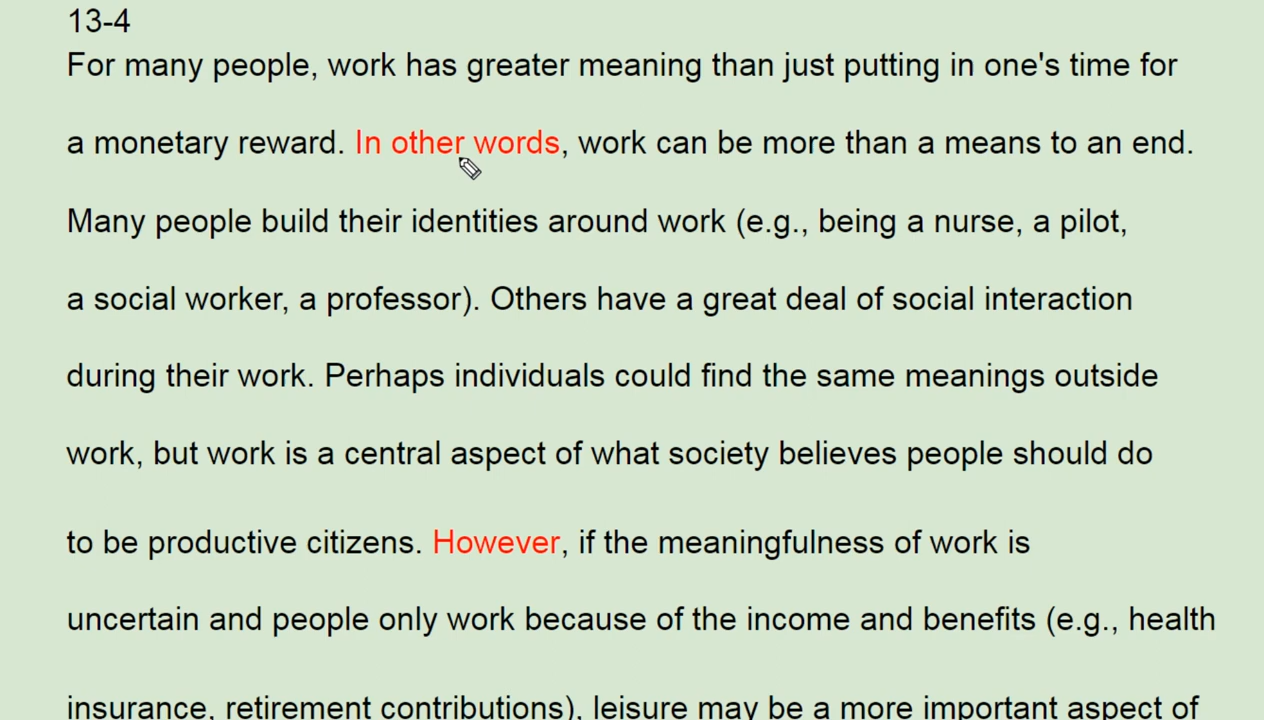 13-4
For many people, work has greater meaning than just putting in one's time for
a monetary reward. In other words, work can be more than a means to an end.
Many people build their identities around work (e.g., being a nurse, a pilot,
a social worker, a professor). Others have a great deal of social interaction
during their work. Perhaps individuals could find the same meanings outside
work, but work is a central aspect of what society believes people should do
to be productive citizens. However, if the meaningfulness of work is
uncertain and people only work because of the income and benefits (e.g., health
insurance, retirement contributions), leisure may be a more important aspect of